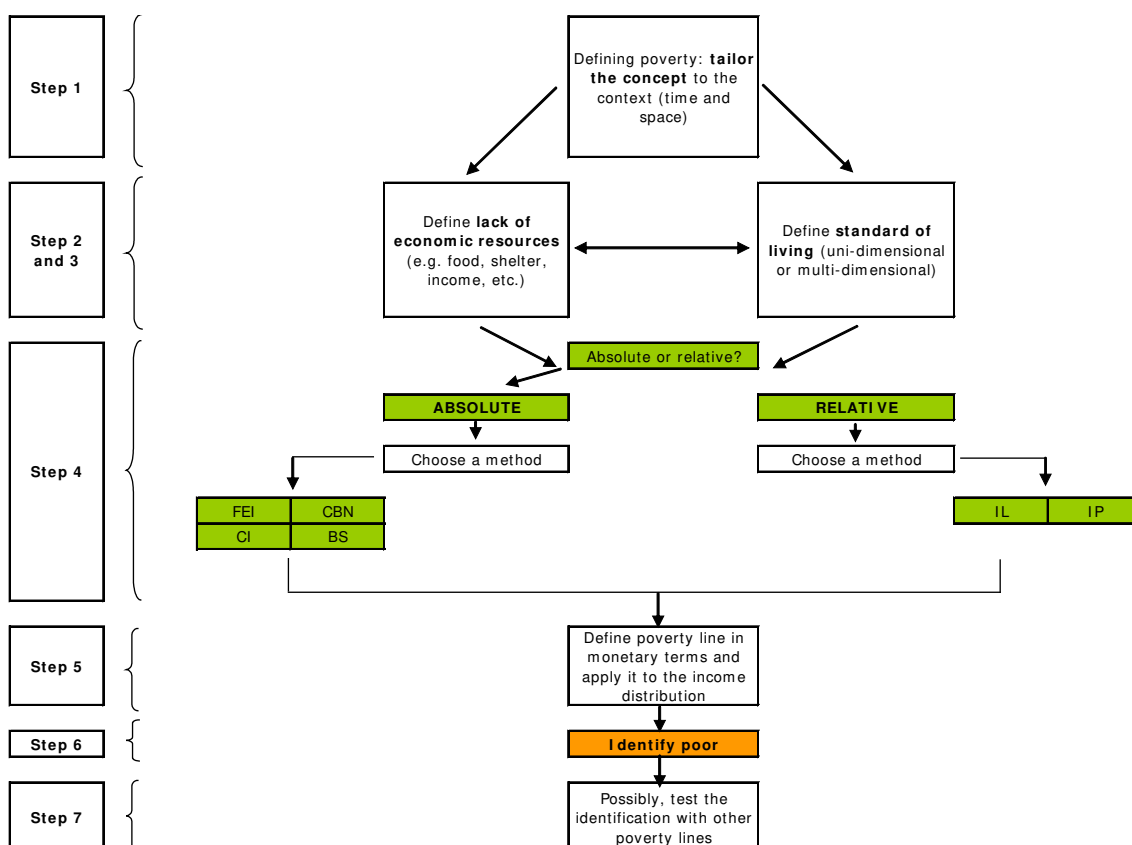 Step 1
Defining poverty: tailor
the concept to the
context (time and
space)
Step 2
and 3
Define lack of
economic resources
(e.g. food, shelter,
income, etc.)
Define standard of
living (uni-dimensional
or multi-dimensional)
Step 4
Absolute or relative?
ABSOLUTE
RELATIVE
Choose a method
Choose a method
FEI
CBN
CI
BS
IL
IP
Step 5
Define poverty line in
monetary terms and
apply it to the income
distribution
Step 6
Identify poor
Step 7
Possibly, test the
identification with other
poverty lines